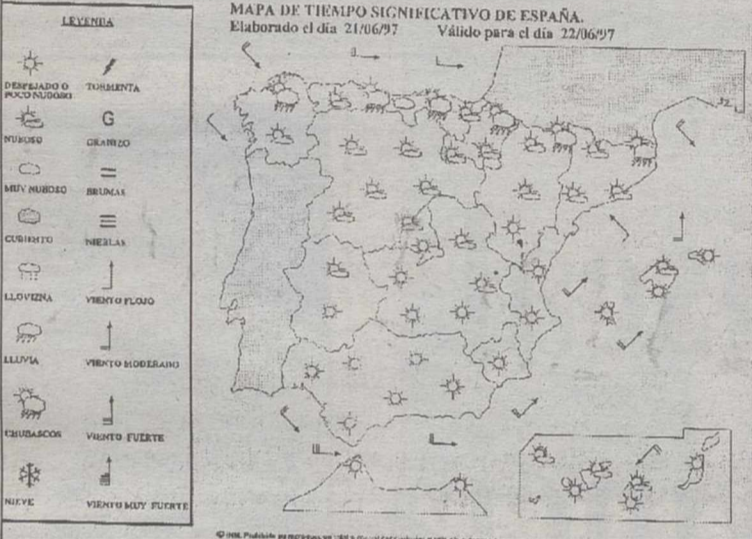 MAPA DE TIEMPO SIGNIFICATIVO DE ESPAÑA.
Elaborado el día 21/06/97 Válido para el día 22/06/97
LEYENDA
DESPEJADO O
POCO NUBOSO
TORMENTA
NUBOSO
G
GRANIZO
MUY NUBOSO
BRUMAS
CUBIERTO
NIEBLAS
LLOVIZNA
VIENTO FLOJO
LLUVIA
VIENTO MODERADO
CHUBASCOS
VIENTO FUERTE
NIEVE
VIENTO MUY FUERTE